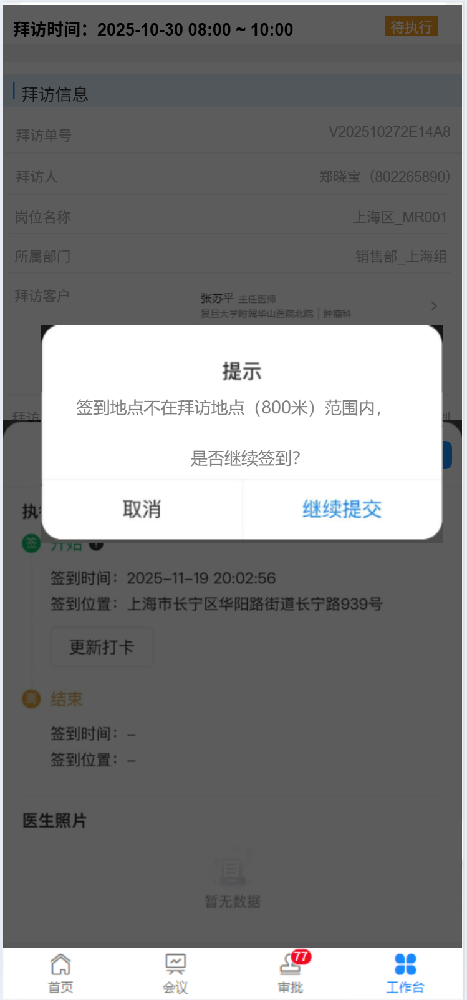 拜访时间：2025-10-30 08:00 ~ 10:00
待执行
拜访信息
拜访单号
V202510272E14A8
拜访人
郑晓宝（802265890）
岗位名称
上海区_MR001
所属部门
销售部_上海组
拜访客户
张苏平 主任医师
复旦大学附属华山医院北院 | 肿瘤科
拜访
提示
签到地点不在拜访地点（800米）范围内，
是否继续签到？
取消
继续提交
执行
签 开始
签到时间：2025-11-19 20:02:56
签到位置：上海市长宁区华阳路街道长宁路939号
更新打卡
离 结束
签到时间：–
签到位置：–
医生照片
暂无数据
首页
会议
审批
77
工作台